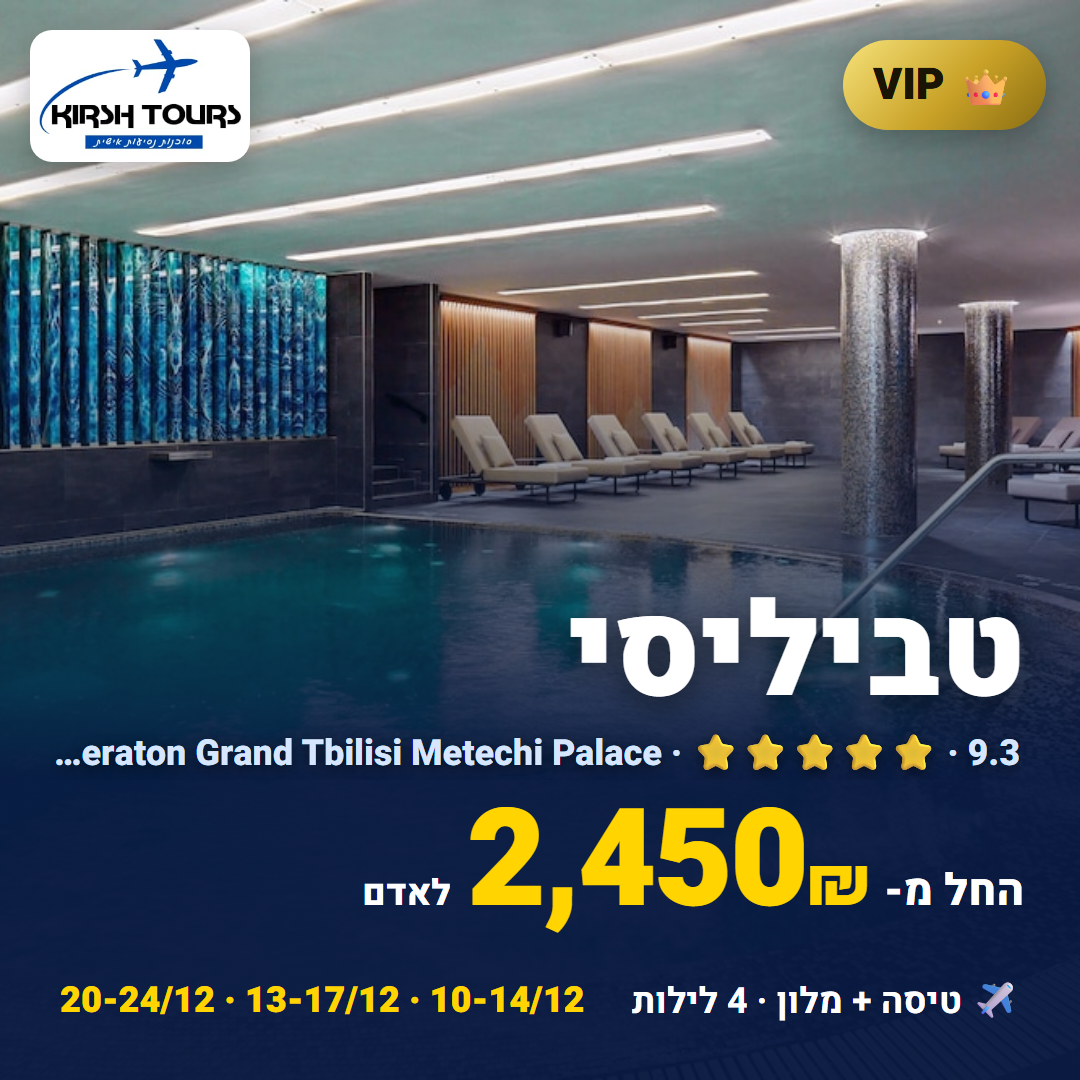 KIRSH TOURS
סוכנות נסיעות אישית
VIP 👑
טביליסי
9.3 · ⭐⭐⭐⭐⭐ · eraton Grand Tbilisi Metechi Palace...
החל מ- ₪2,450 לאדם
✈️ טיסה + מלון · 4 לילות
10-14/12 · 13-17/12 · 20-24/12